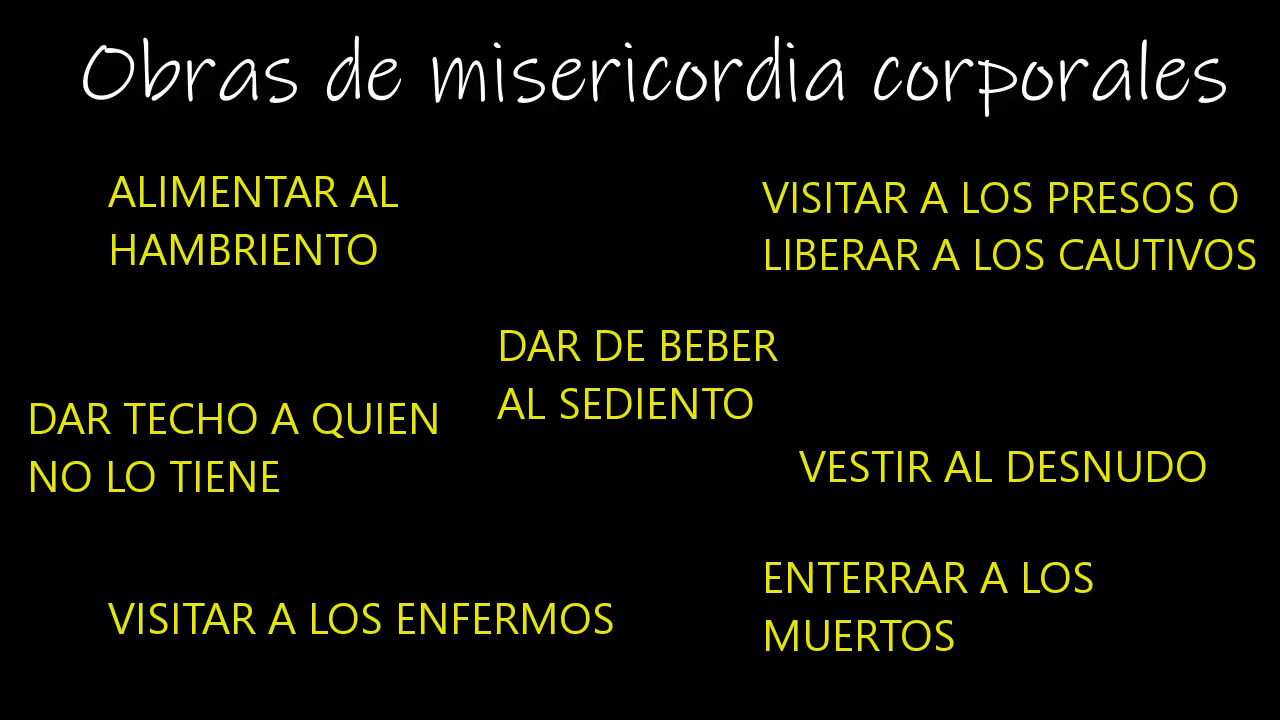 Obras de misericordia corporales
ALIMENTAR AL
HAMBRIENTO
VISITAR A LOS PRESOS O
LIBERAR A LOS CAUTIVOS
DAR DE BEBER
AL SEDIENTO
DAR TECHO A QUIEN
NO LO TIENE
VESTIR AL DESNUDO
VISITAR A LOS ENFERMOS
ENTERRAR A LOS
MUERTOS